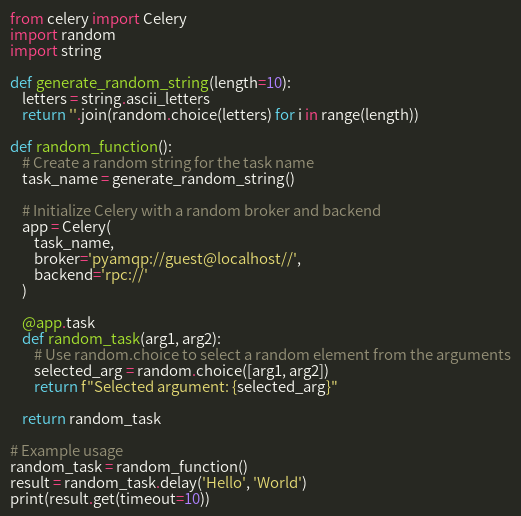 from celery import Celery
import random
import string

def generate_random_string(length=10):
    letters = string.ascii_letters
    return ''.join(random.choice(letters) for i in range(length))

def random_function():
    # Create a random string for the task name
    task_name = generate_random_string()

    # Initialize Celery with a random broker and backend
    app = Celery(
        task_name,
        broker='pyamqp://guest@localhost//',
        backend='rpc://'
    )

    @app.task
    def random_task(arg1, arg2):
        # Use random.choice to select a random element from the arguments
        selected_arg = random.choice([arg1, arg2])
        return f"Selected argument: {selected_arg}"

    return random_task

# Example usage
random_task = random_function()
result = random_task.delay('Hello', 'World')
print(result.get(timeout=10))